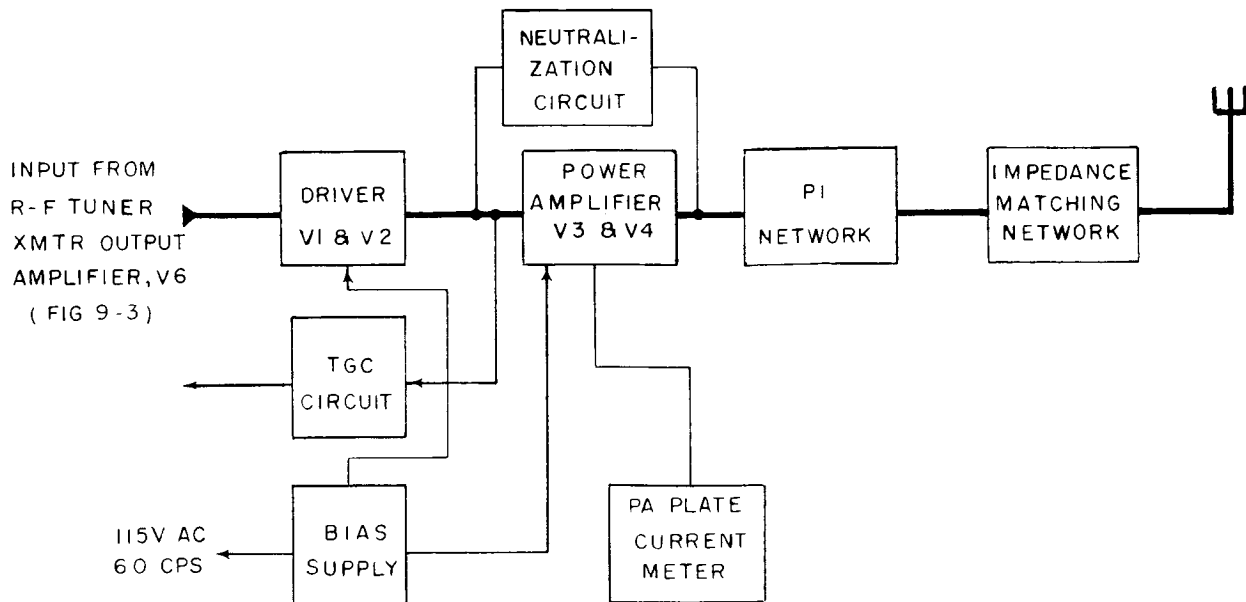 NEUTRALI-
ZATION
CIRCUIT
INPUT FROM
R-F TUNER
XMTR OUTPUT
AMPLIFIER, V6
( FIG 9-3 )
DRIVER
V1 & V2
POWER
AMPLIFIER
V3 & V4
PI
NETWORK
IMPEDANCE
MATCHING
NETWORK
TGC
CIRCUIT
115V AC
60 CPS
BIAS
SUPPLY
PA PLATE
CURRENT
METER